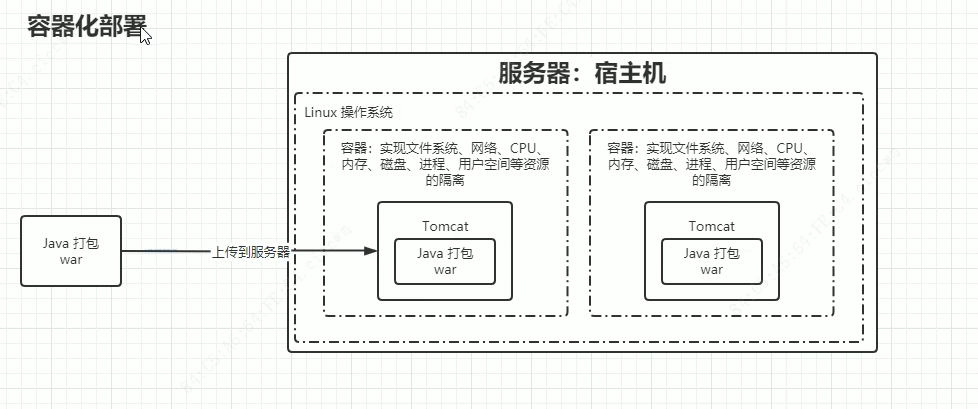 容器化部署
服务器：宿主机
Linux 操作系统
容器：实现文件系统、网络、CPU、
内存、磁盘、进程、用户空间等资源
的隔离
容器：实现文件系统、网络、CPU、
内存、磁盘、进程、用户空间等资源
的隔离
Java 打包
war
上传到服务器
Tomcat
Java 打包
war
Tomcat
Java 打包
war